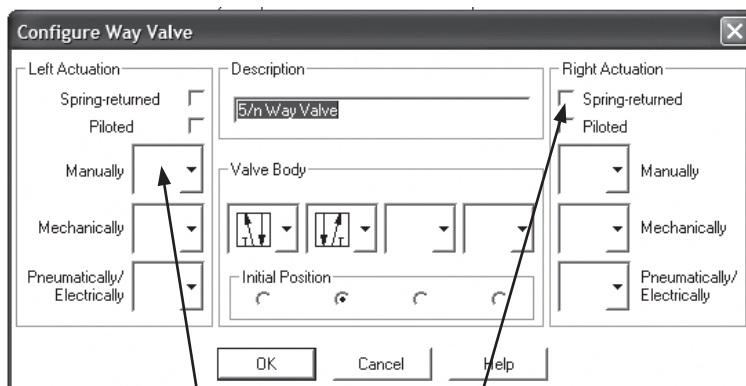 Configure Way Valve
Left Actuation
Spring-returned
Piloted
Manually
Mechanically
Pneumatically/
Electrically
Description
5/n Way Valve
Valve Body
Initial Position
OK
Cancel
Help
Right Actuation
Spring-returned
Piloted
Manually
Mechanically
Pneumatically/
Electrically